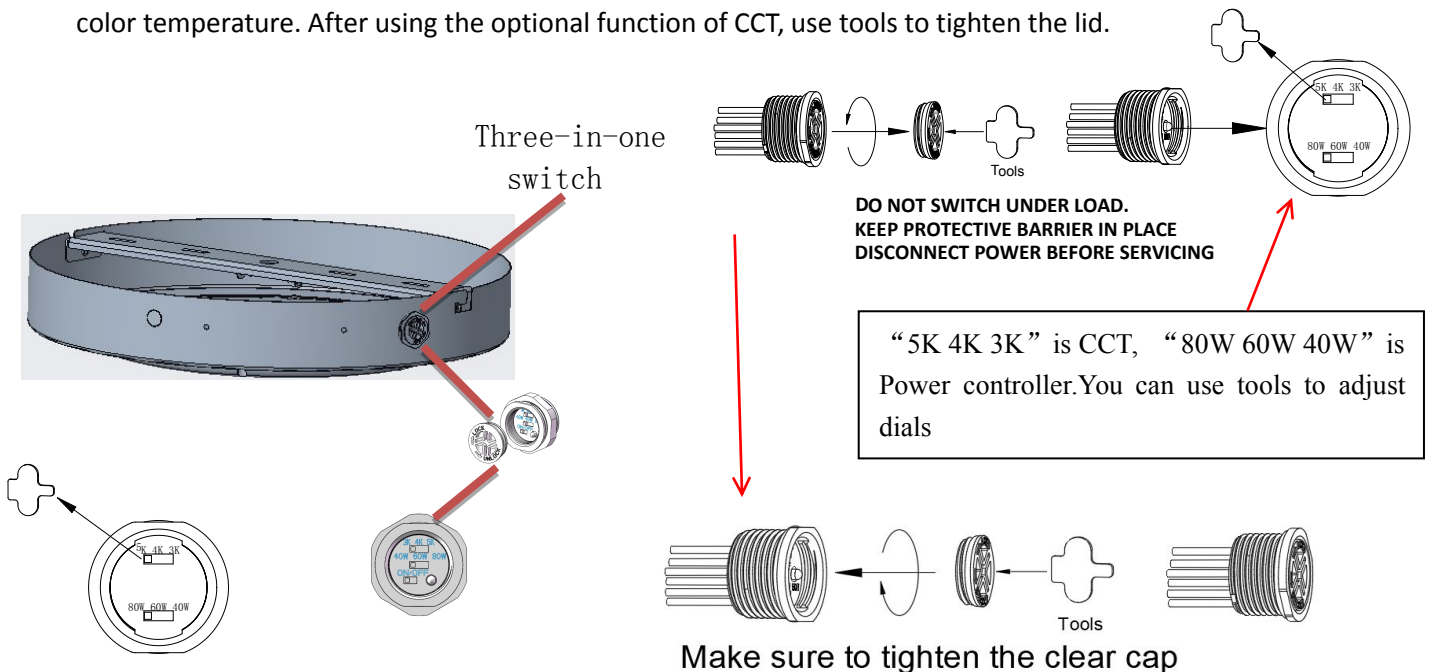 color temperature. After using the optional function of CCT, use tools to tighten the lid.
Three-in-one
switch
5K 4K 3K
80W 60W 40W
Tools
DO NOT SWITCH UNDER LOAD.
KEEP PROTECTIVE BARRIER IN PLACE
DISCONNECT POWER BEFORE SERVICING
“5K 4K 3K” is CCT, “80W 60W 40W” is
Power controller.You can use tools to adjust
dials
LOCK
UNLOCK
5K 4K 3K
80W 60W 40W
3K 4K 5K
40W 60W 80W
ON/OFF
Tools
Make sure to tighten the clear cap